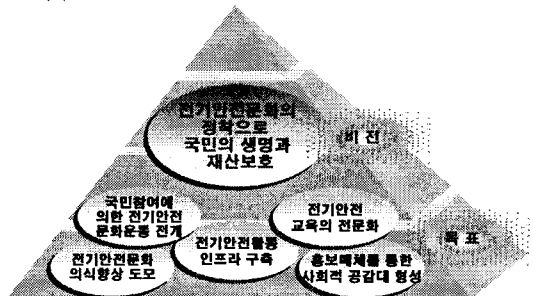 전기안전문화의
정착으로
국민의 생명과
재산보호
비 전
국민참여에
의한 전기안전
문화운동 전개
전기안전
교육의 전문화
목 표
전기안전활동
인프라 구축
전기안전문화
의식향상 도모
홍보매체를 통한
사회적 공감대 형성